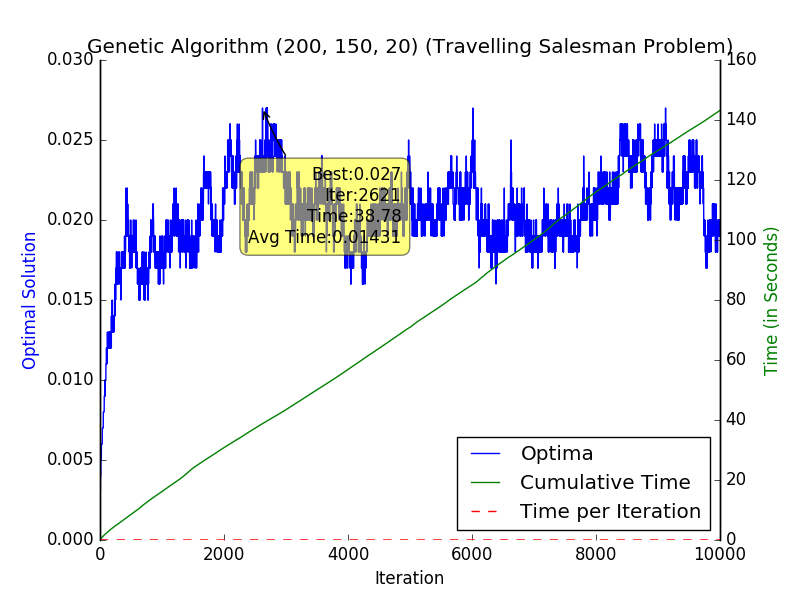 Genetic Algorithm (200, 150, 20) (Travelling Salesman Problem)
0.030
0.025
0.020
0.015
0.010
0.005
0.000
Optimal Solution
160
140
120
100
80
60
40
20
0
Time (in Seconds)
Best:0.027
Iter:2621
Time:38.78
Avg Time:0.01431
Optima
Cumulative Time
Time per Iteration
0
2000
4000
6000
8000
10000
Iteration